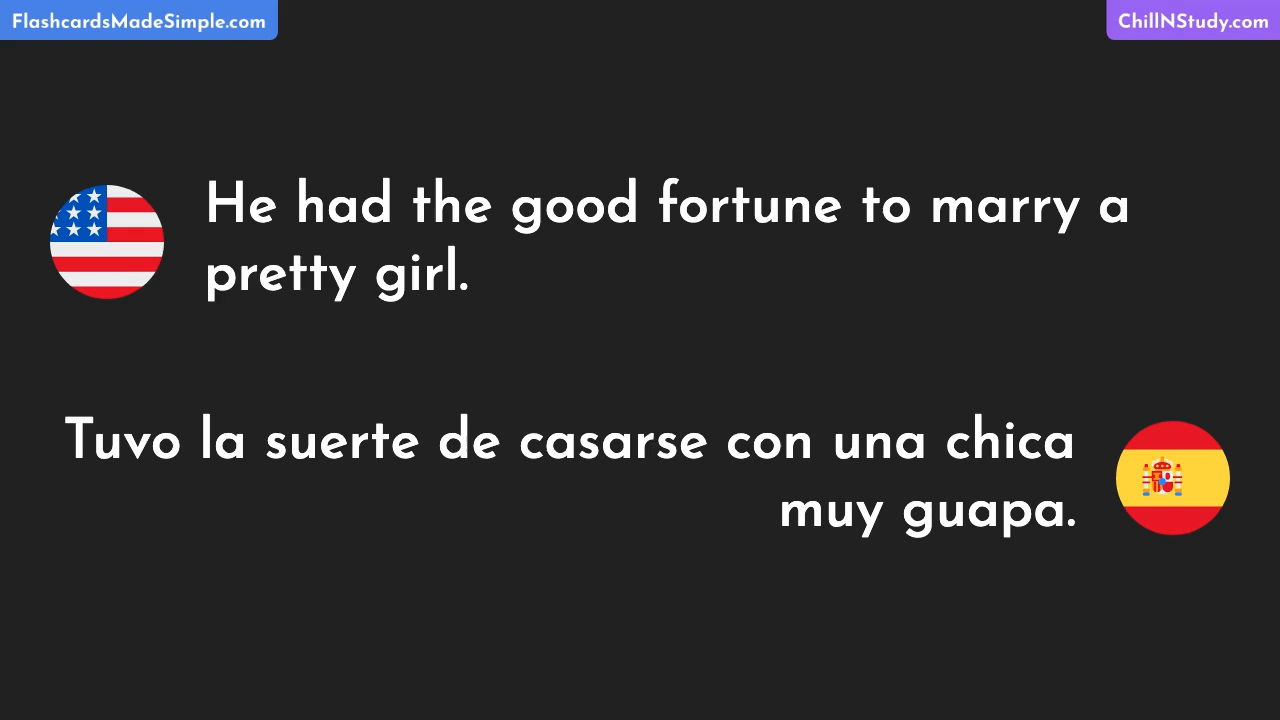 FlashcardsMadeSimple.com
ChillNStudy.com
He had the good fortune to marry a
pretty girl.
Tuvo la suerte de casarse con una chica
muy guapa.